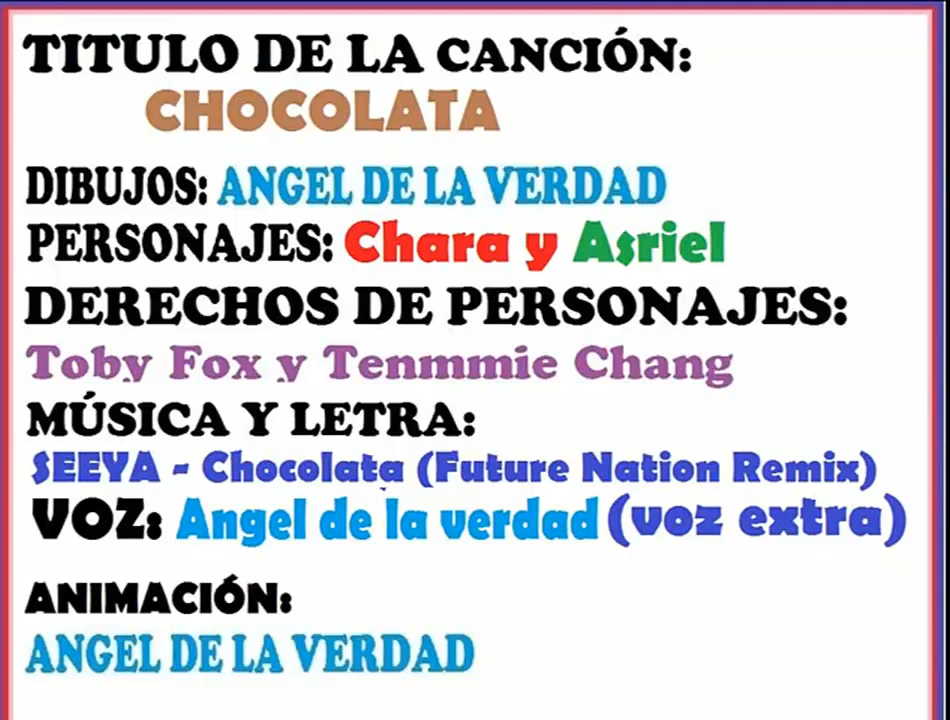 TITULO DE LA CANCIÓN:
CHOCOLATA
DIBUJOS: ANGEL DE LA VERDAD
PERSONAJES: Chara y Asriel
DERECHOS DE PERSONAJES:
Toby Fox y Tenmmie Chang
MÚSICA Y LETRA:
SEEYA - Chocolata (Future Nation Remix)
VOZ: Angel de la verdad (voz extra)
ANIMACIÓN:
ANGEL DE LA VERDAD